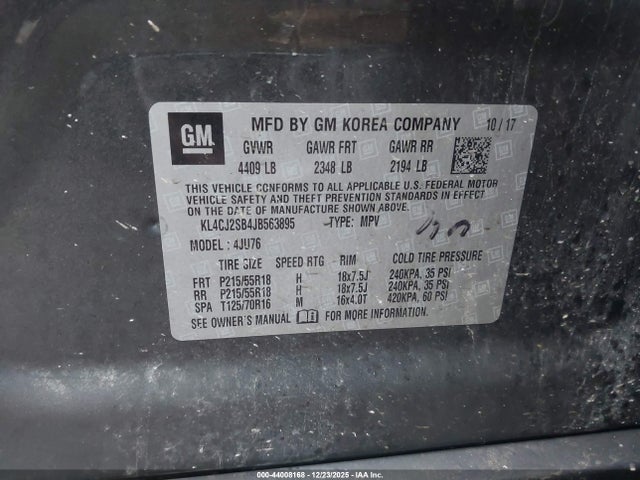 GM
MFD BY GM KOREA COMPANY 10/17
GVWR GAWR FRT GAWR RR
4409 LB 2348 LB 2194 LB
THIS VEHICLE CONFORMS TO ALL APPLICABLE U.S. FEDERAL MOTOR
VEHICLE SAFETY AND THEFT PREVENTION STANDARDS IN EFFECT
ON THE DATE OF MANUFACTURE SHOWN ABOVE.
KL4CJ2SB4JB563895 TYPE: MPV
MODEL: 4JU76
TIRE SIZE SPEED RTG RIM COLD TIRE PRESSURE
FRT P215/55R18 H 18x7.5J 240KPA, 35 PSI
RR P215/55R18 H 18x7.5J 240KPA, 35 PSI
SPA T125/70R16 M 16x4.0T 420KPA, 60 PSI
SEE OWNER'S MANUAL FOR MORE INFORMATION
000-44008168 - 12/23/2025 - IAA, Inc.